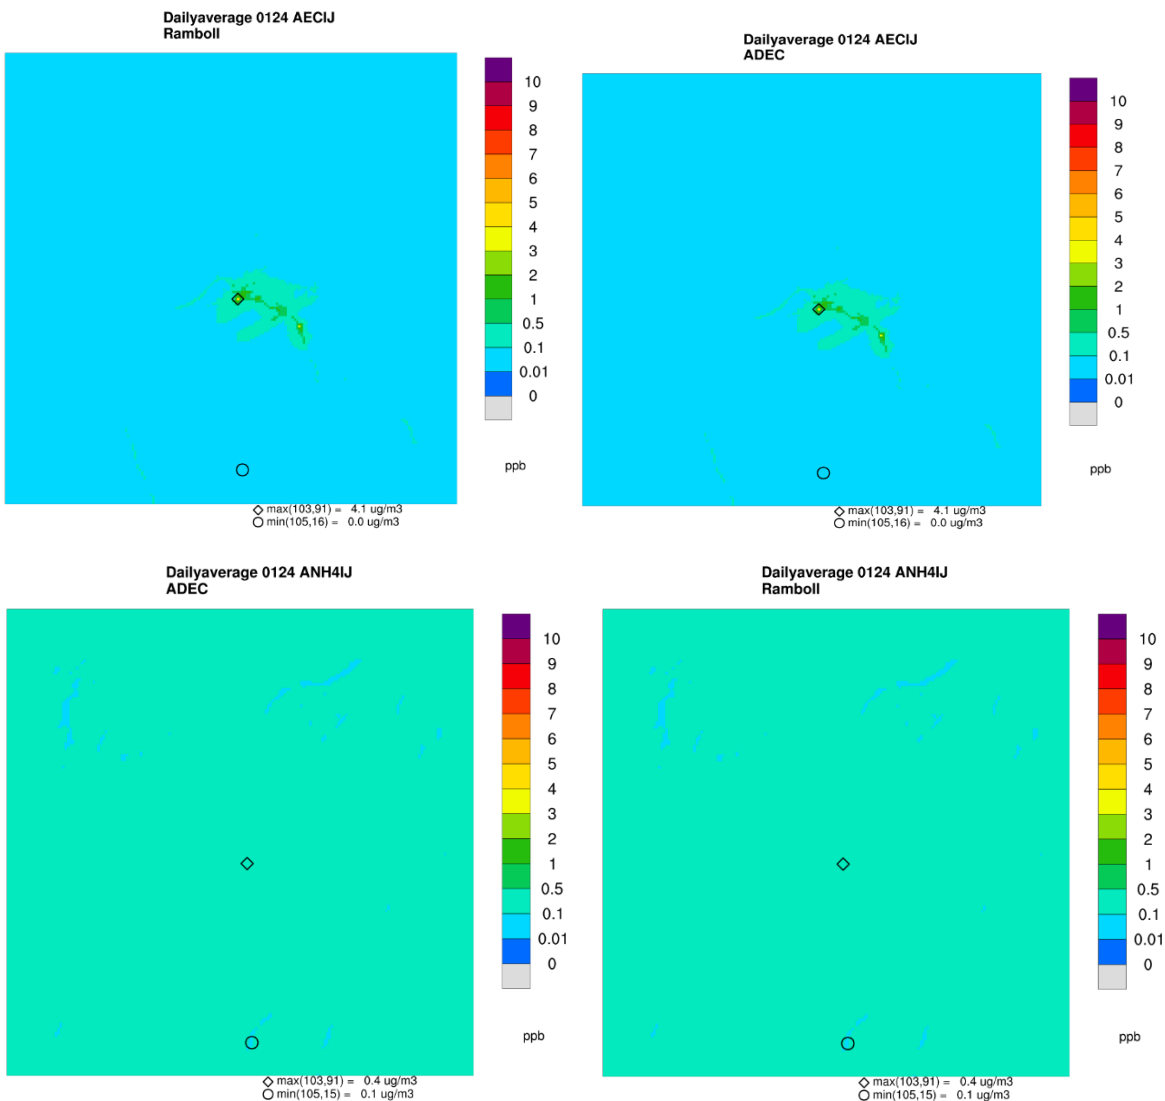 Dailyaverage 0124 AECIJ
Ramboll
10
9
8
7
6
5
4
3
2
1
0.5
0.1
0.01
0
ppb
max(103,91) = 4.1 ug/m3
min(105,16) = 0.0 ug/m3
Dailyaverage 0124 AECIJ
ADEC
10
9
8
7
6
5
4
3
2
1
0.5
0.1
0.01
0
ppb
max(103,91) = 4.1 ug/m3
min(105,16) = 0.0 ug/m3
Dailyaverage 0124 ANH4IJ
ADEC
10
9
8
7
6
5
4
3
2
1
0.5
0.1
0.01
0
ppb
max(103,91) = 0.4 ug/m3
min(105,15) = 0.1 ug/m3
Dailyaverage 0124 ANH4IJ
Ramboll
10
9
8
7
6
5
4
3
2
1
0.5
0.1
0.01
0
ppb
max(103,91) = 0.4 ug/m3
min(105,15) = 0.1 ug/m3